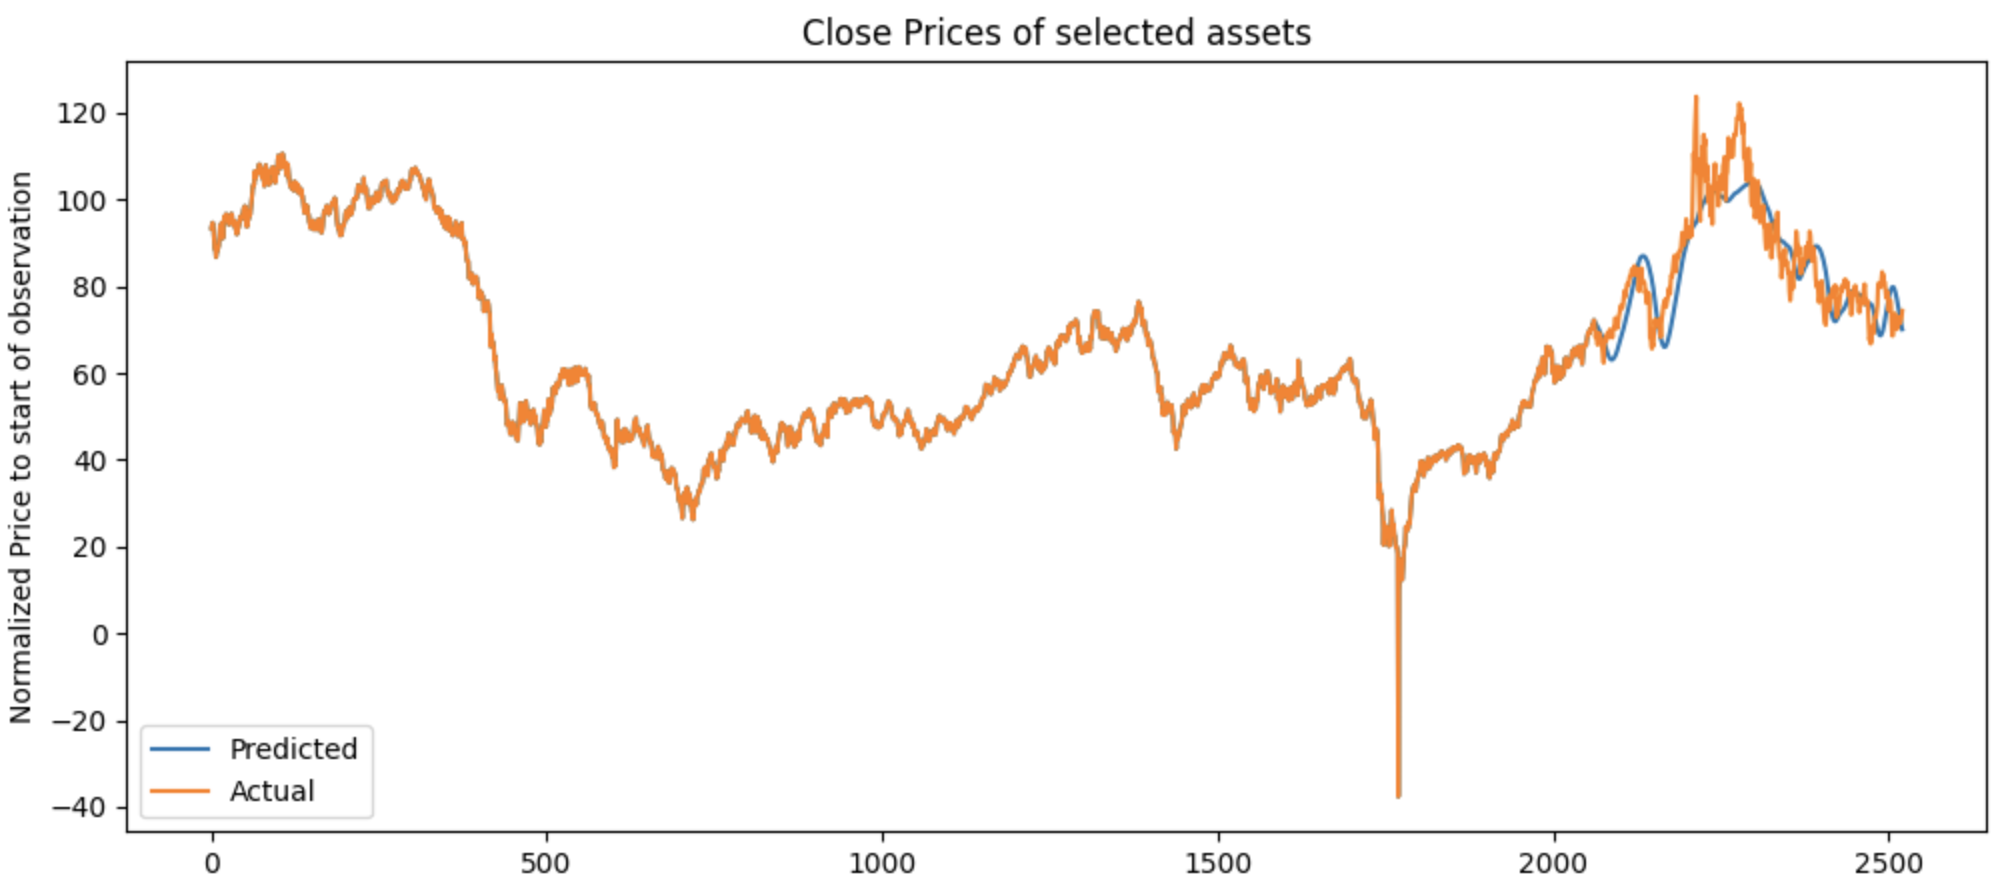 Close Prices of selected assets
Normalized Price to start of observation
120
100
80
60
40
20
0
−20
−40
Predicted
Actual
0 500 1000 1500 2000 2500